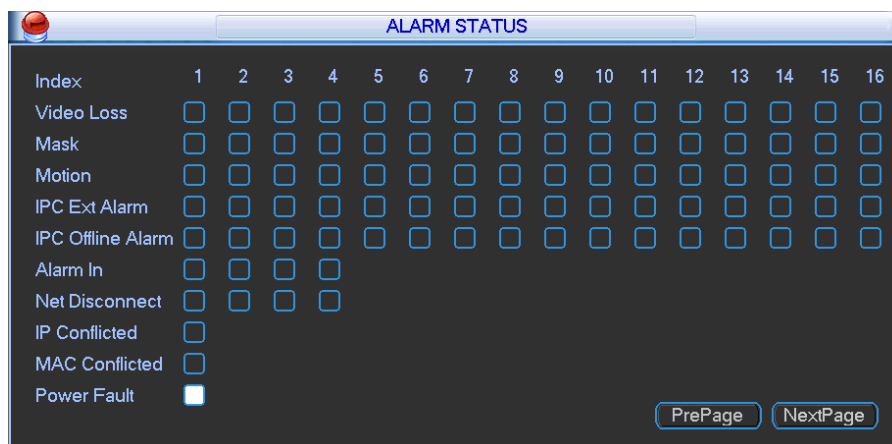 ALARM STATUS
Index 1 2 3 4 5 6 7 8 9 10 11 12 13 14 15 16
Video Loss
Mask
Motion
IPC Ext Alarm
IPC Offline Alarm
Alarm In
Net Disconnect
IP Conflicted
MAC Conflicted
Power Fault
PrePage NextPage